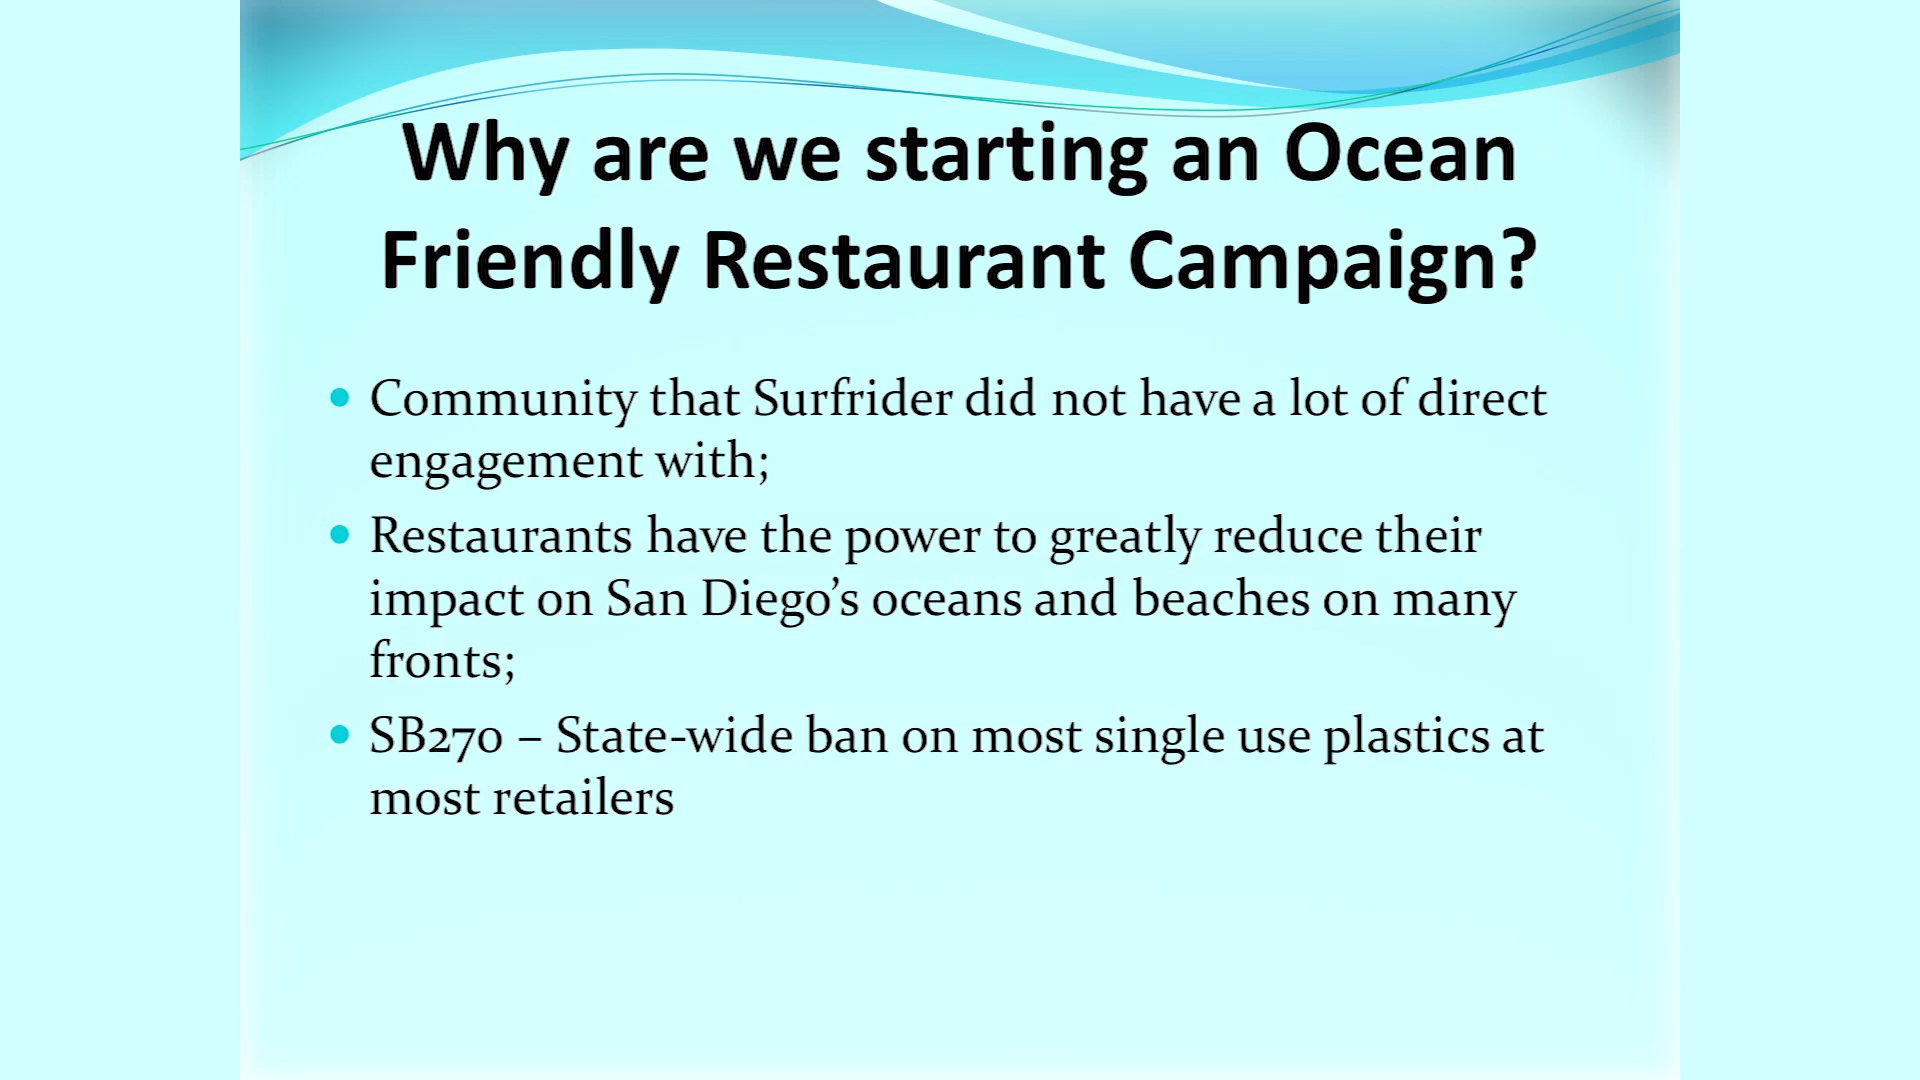 Why are we starting an Ocean
Friendly Restaurant Campaign?
• Community that Surfrider did not have a lot of direct
engagement with;
• Restaurants have the power to greatly reduce their
impact on San Diego’s oceans and beaches on many
fronts;
• SB270 – State-wide ban on most single use plastics at
most retailers